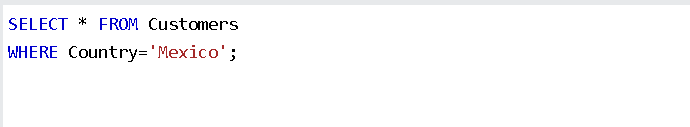 SELECT * FROM Customers
WHERE Country='Mexico';